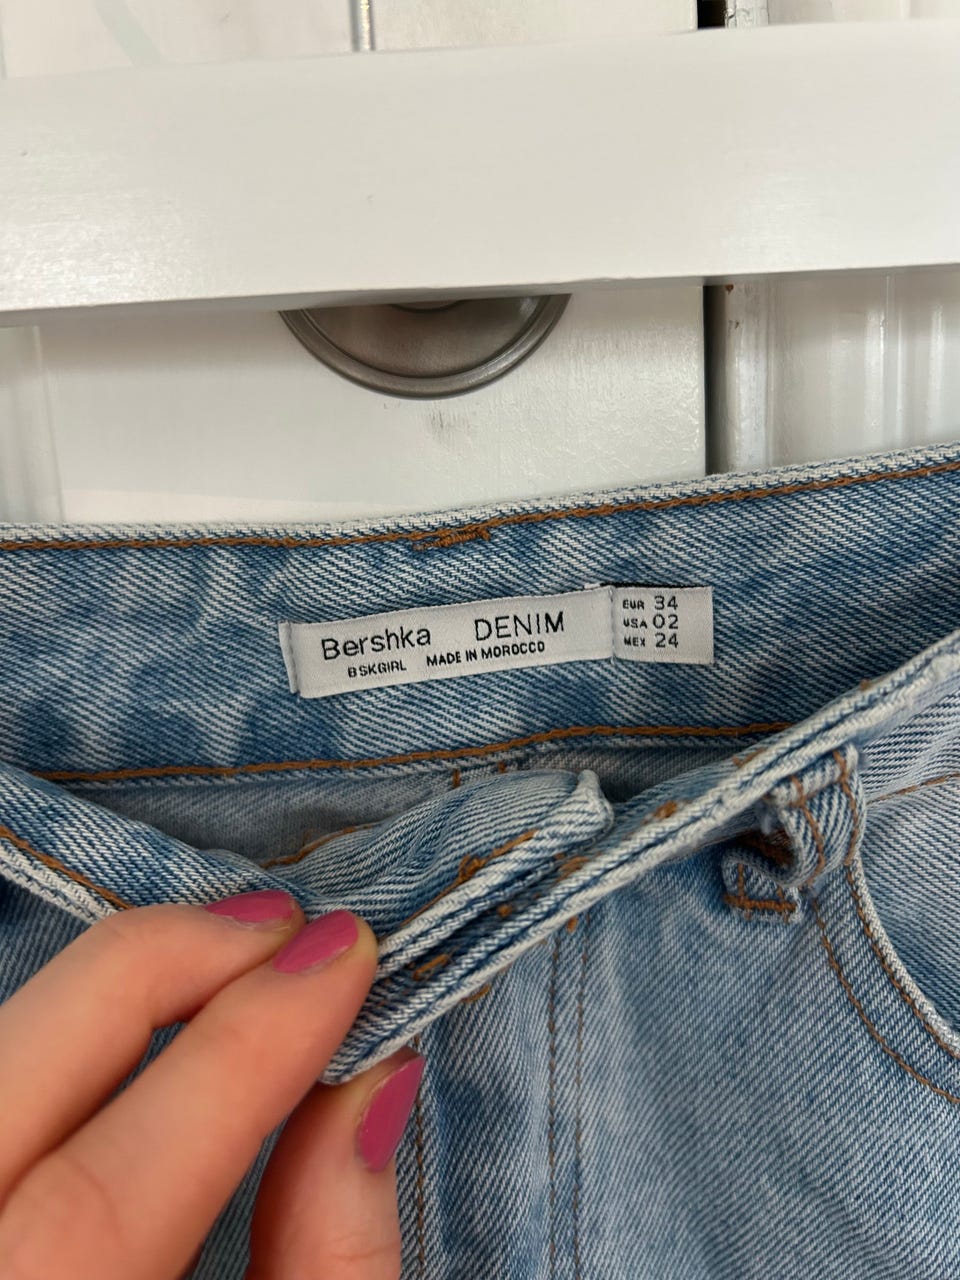 Bershka DENIM
BSKGIRL MADE IN MOROCCO
EUR 34
USA 02
MEX 24